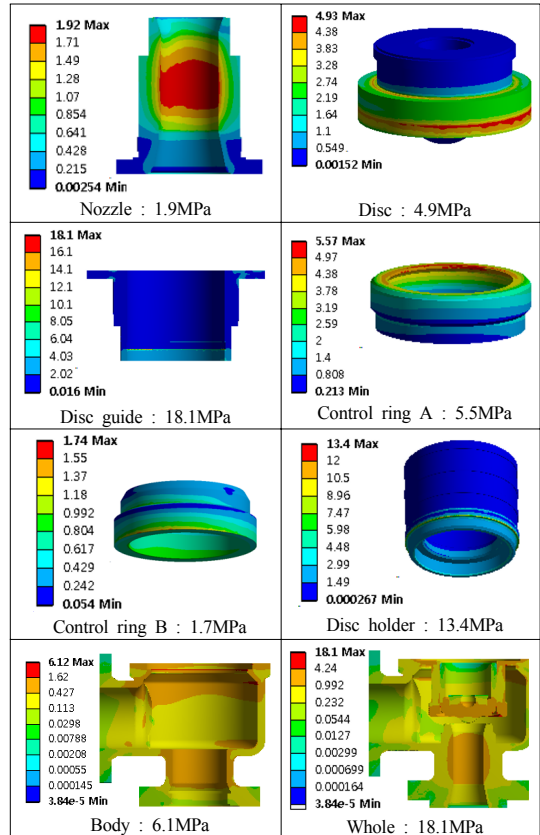 1.92 Max
1.71
1.49
1.28
1.07
0.854
0.641
0.428
0.215
0.00254 Min
Nozzle : 1.9MPa
4.93 Max
4.38
3.83
3.28
2.74
2.19
1.64
1.1
0.549
0.00152 Min
Disc : 4.9MPa
18.1 Max
16.1
14.1
12.1
10.1
8.05
6.04
4.03
2.02
0.016 Min
Disc guide : 18.1MPa
5.57 Max
4.97
4.38
3.78
3.19
2.59
2
1.4
0.808
0.213 Min
Control ring A : 5.5MPa
1.74 Max
1.55
1.37
1.18
0.992
0.804
0.617
0.429
0.242
0.054 Min
Control ring B : 1.7MPa
13.4 Max
12
10.5
8.96
7.47
5.98
4.48
2.99
1.49
0.000267 Min
Disc holder : 13.4MPa
6.12 Max
1.62
0.427
0.113
0.0298
0.00788
0.00208
0.00055
0.000145
3.84e-5 Min
Body : 6.1MPa
18.1 Max
4.24
0.992
0.232
0.0544
0.0127
0.00299
0.000699
0.000164
3.84e-5 Min
Whole : 18.1MPa